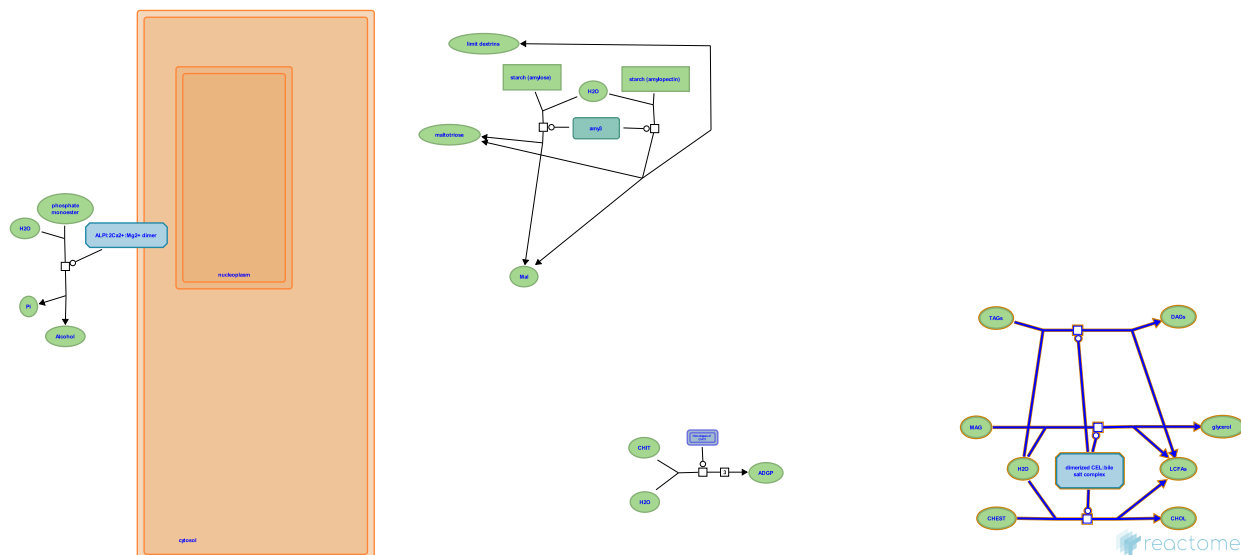 limit dextrins
starch (amylose)
starch (amylopectin)
H2O
amyli
maltotriose
phosphate
monoester
H2O
ALPI:2Ca2+:Mg2+ dimer
nucleoplasm
Mal
Pi
Alcohol
TAGs
DAGs
MAG
glycerol
CHIT
H2O
dimerized CEL:bile
salt complex
LCFAs
3
ADGP
H2O
CHEST
CHOL
cytosol
reactome